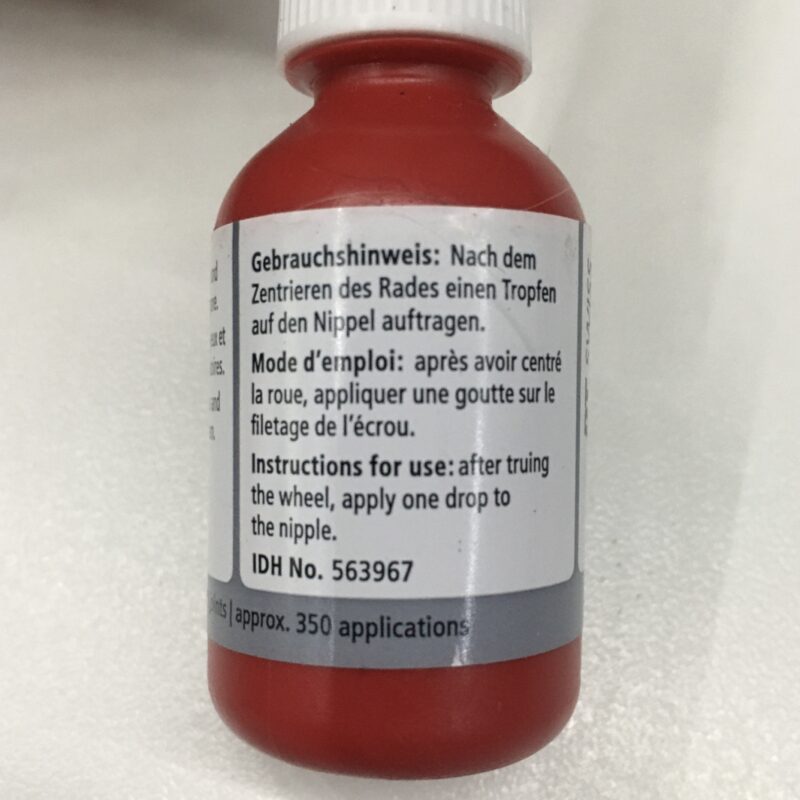 Gebrauchshinweis: Nach dem
Zentrieren des Rades einen Tropfen
auf den Nippel auftragen.
Mode d'emploi: après avoir centré
la roue, appliquer une goutte sur le
filetage de l'écrou.
Instructions for use: after truing
the wheel, apply one drop to
the nipple.
IDH No. 563967
| approx. 350 applications